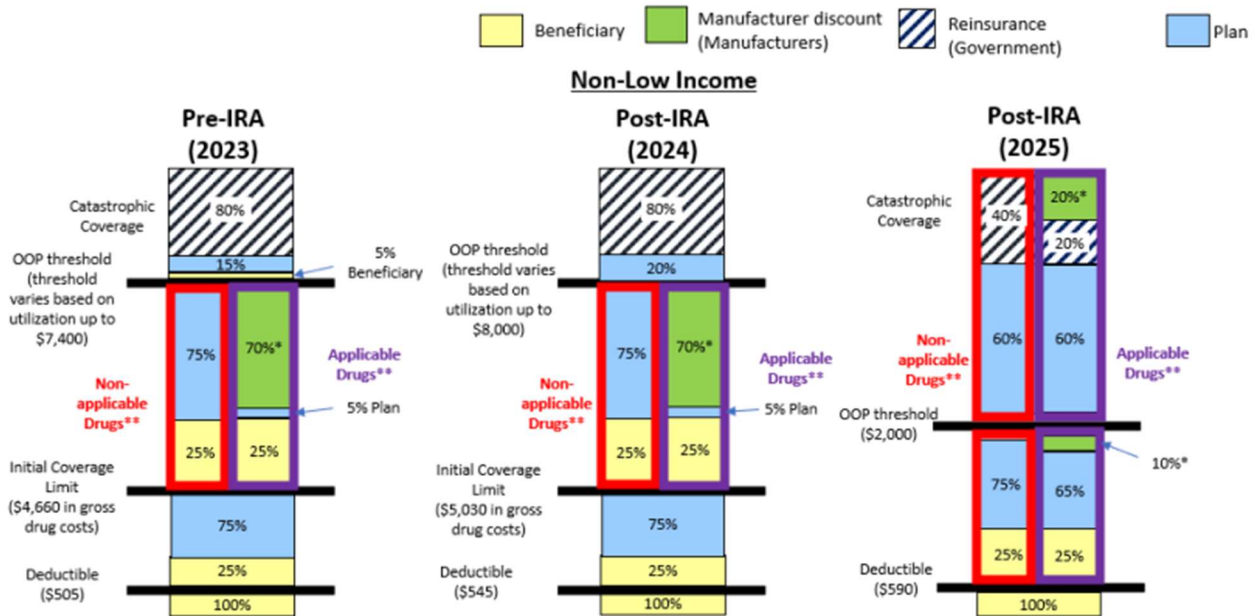 Beneficiary
Manufacturer discount
(Manufacturers)
Reinsurance
(Government)
Plan
Non-Low Income
Pre-IRA
(2023)
Catastrophic
Coverage
80%
OOP threshold
(threshold
varies based on
utilization up to
$7,400)
15%
5%
Beneficiary
75%
70%*
Non-
applicable
Drugs**
Applicable
Drugs**
5% Plan
25%
25%
Initial Coverage
Limit
($4,660 in gross
drug costs)
75%
25%
Deductible
($505)
100%
Post-IRA
(2024)
80%
OOP threshold
(threshold varies
based on
utilization up to
$8,000)
20%
75%
70%*
Non-
applicable
Drugs**
Applicable
Drugs**
5% Plan
25%
25%
Initial Coverage
Limit
($5,030 in gross
drug costs)
75%
25%
Deductible
($545)
100%
Post-IRA
(2025)
Catastrophic
Coverage
40%
20%*
20%
60%
60%
Non-
applicable
Drugs**
Applicable
Drugs**
OOP threshold
($2,000)
10%*
75%
65%
25%
25%
Deductible
($590)
100%